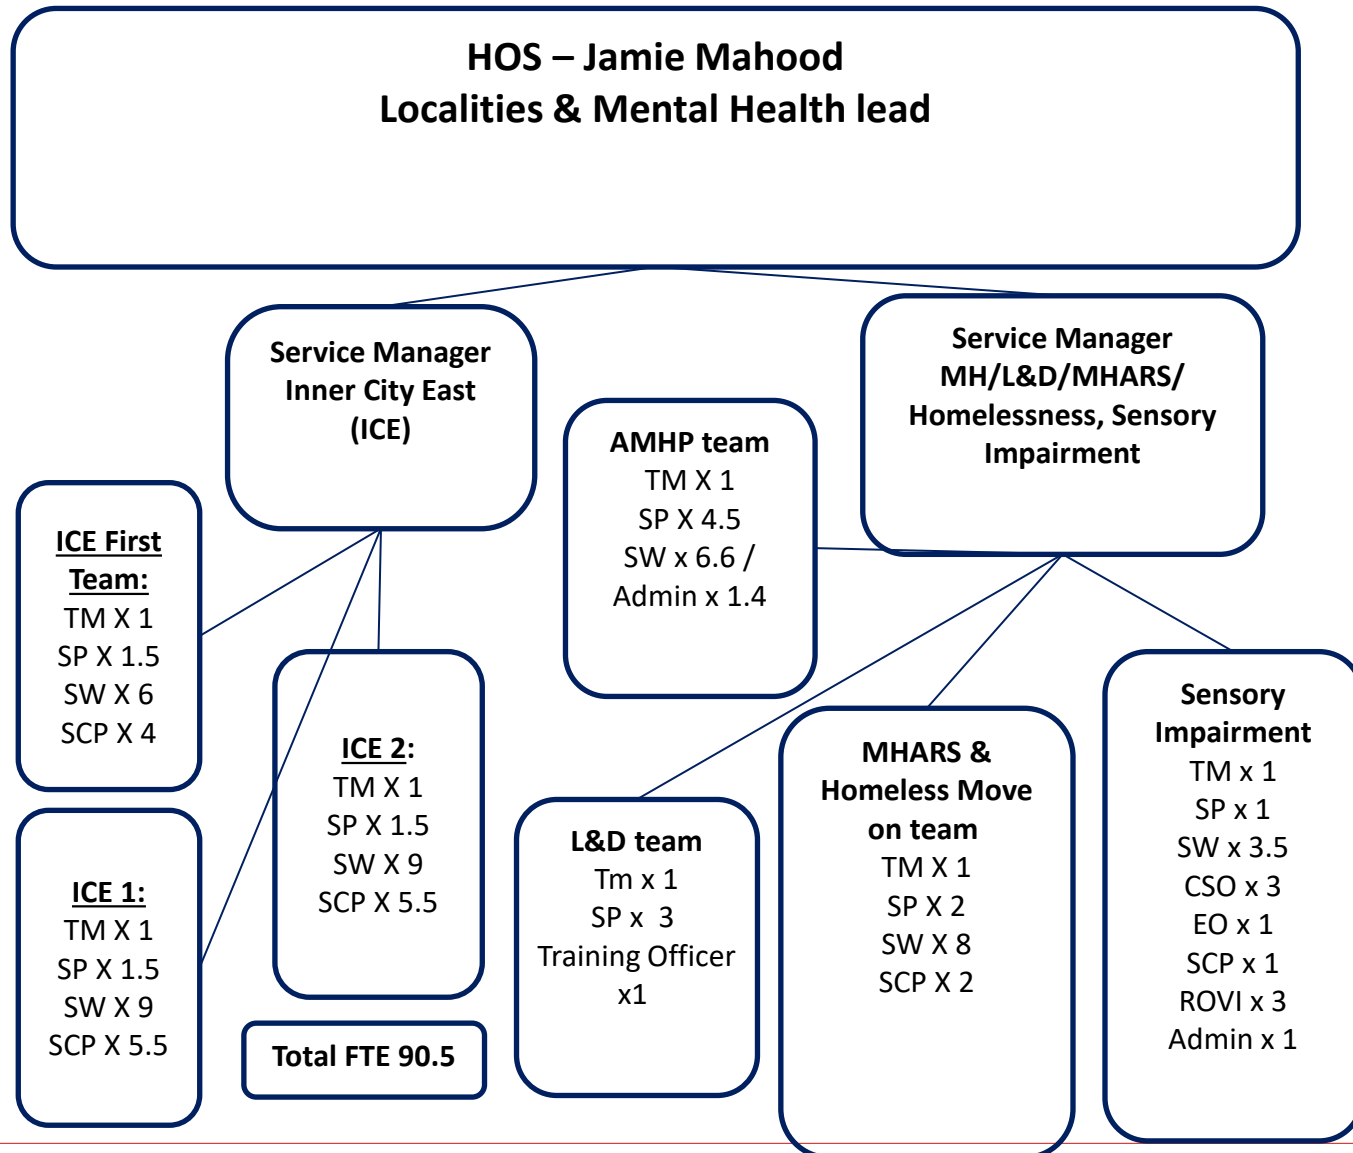 HOS – Jamie Mahood
Localities & Mental Health lead
Service Manager
Inner City East
(ICE)
Service Manager
MH/L&D/MHARS/
Homelessness, Sensory
Impairment
AMHP team
TM X 1
SP X 4.5
SW x 6.6 /
Admin x 1.4
ICE First
Team:
TM X 1
SP X 1.5
SW X 6
SCP X 4
ICE 1:
TM X 1
SP X 1.5
SW X 9
SCP X 5.5
ICE 2:
TM X 1
SP X 1.5
SW X 9
SCP X 5.5
Total FTE 90.5
L&D team
Tm x 1
SP x  3
Training Officer
x1
MHARS &
Homeless Move
on team
TM X 1
SP X 2
SW X 8
SCP X 2
Sensory
Impairment
TM x 1
SP x 1
SW x 3.5
CSO x 3
EO x 1
SCP x 1
ROVI x 3
Admin x 1